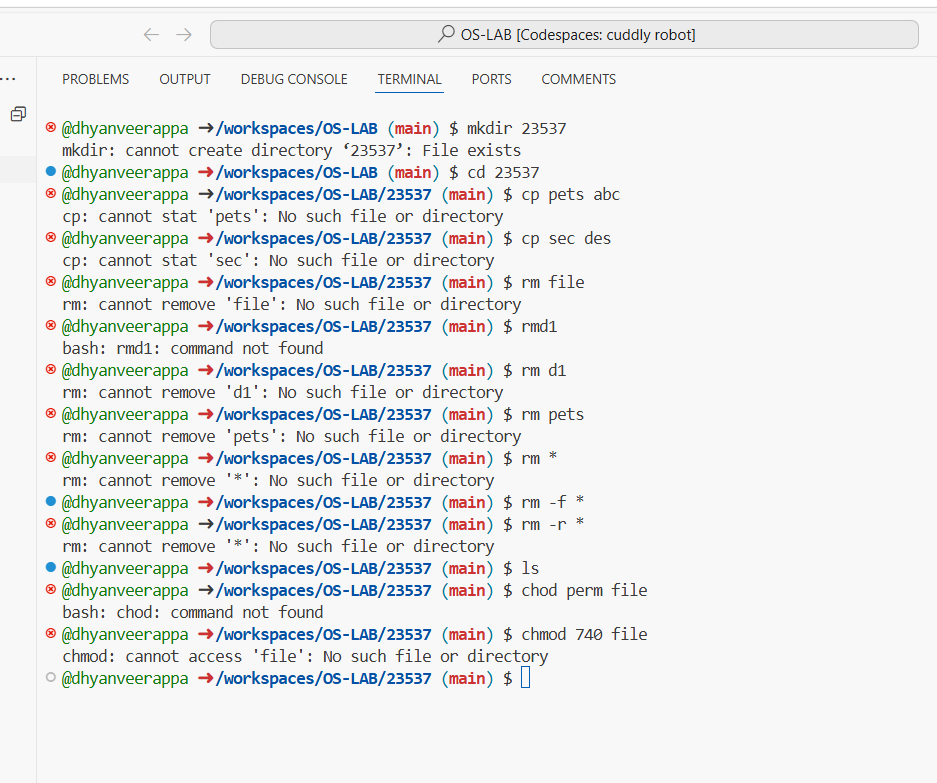 OS-LAB [Codespaces: cuddly robot]
PROBLEMS OUTPUT DEBUG CONSOLE TERMINAL PORTS COMMENTS
@dhyanveerappa ➜/workspaces/OS-LAB (main) $ mkdir 23537
mkdir: cannot create directory ‘23537’: File exists
@dhyanveerappa ➜/workspaces/OS-LAB (main) $ cd 23537
@dhyanveerappa ➜/workspaces/OS-LAB/23537 (main) $ cp pets abc
cp: cannot stat 'pets': No such file or directory
@dhyanveerappa ➜/workspaces/OS-LAB/23537 (main) $ cp sec des
cp: cannot stat 'sec': No such file or directory
@dhyanveerappa ➜/workspaces/OS-LAB/23537 (main) $ rm file
rm: cannot remove 'file': No such file or directory
@dhyanveerappa ➜/workspaces/OS-LAB/23537 (main) $ rmd1
bash: rmd1: command not found
@dhyanveerappa ➜/workspaces/OS-LAB/23537 (main) $ rm d1
rm: cannot remove 'd1': No such file or directory
@dhyanveerappa ➜/workspaces/OS-LAB/23537 (main) $ rm pets
rm: cannot remove 'pets': No such file or directory
@dhyanveerappa ➜/workspaces/OS-LAB/23537 (main) $ rm *
rm: cannot remove '*': No such file or directory
@dhyanveerappa ➜/workspaces/OS-LAB/23537 (main) $ rm -f *
@dhyanveerappa ➜/workspaces/OS-LAB/23537 (main) $ rm -r *
rm: cannot remove '*': No such file or directory
@dhyanveerappa ➜/workspaces/OS-LAB/23537 (main) $ ls
@dhyanveerappa ➜/workspaces/OS-LAB/23537 (main) $ chod perm file
bash: chod: command not found
@dhyanveerappa ➜/workspaces/OS-LAB/23537 (main) $ chmod 740 file
chmod: cannot access 'file': No such file or directory
@dhyanveerappa ➜/workspaces/OS-LAB/23537 (main) $